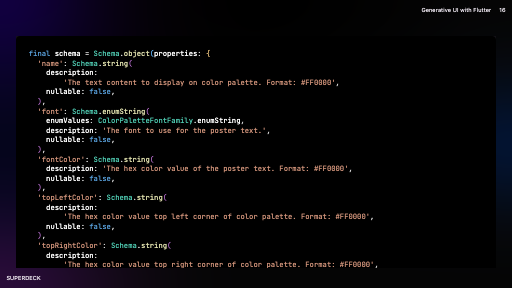 Generative UI with Flutter 16
final schema = Schema.object(properties: {
'name': Schema.string(
description:
'The text content to display on color palette. Format: #FF0000',
nullable: false,
),
'font': Schema.enumString(
enumValues: ColorPaletteFontFamily.enumString,
description: 'The font to use for the poster text.',
nullable: false,
),
'fontColor': Schema.string(
description: 'The hex color value of the poster text. Format: #FF0000',
nullable: false,
),
'topLeftColor': Schema.string(
description:
'The hex color value top left corner of color palette. Format: #FF0000',
nullable: false,
),
'topRightColor': Schema.string(
description:
'The hex color value top right corner of color palette. Format: #FF0000',
SUPERDECK